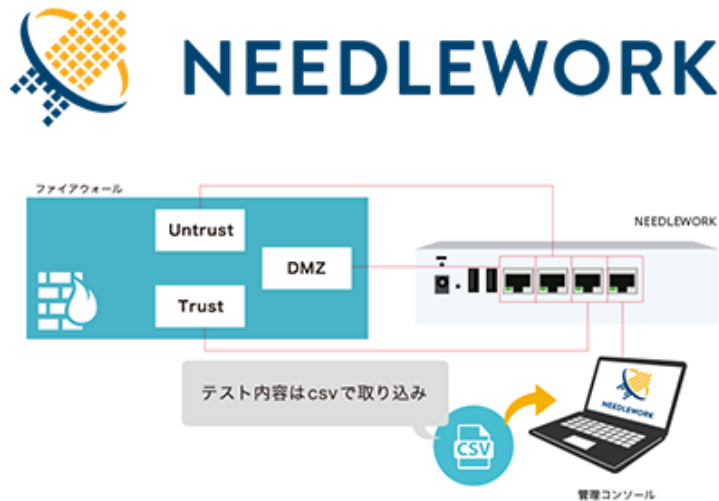 NEEDLEWORK
ファイアウォール
Untrust
NEEDLEWORK
DMZ
Trust
テスト内容はcsvで取り込み
NEEDLEWORK
CSV
管理コンソール